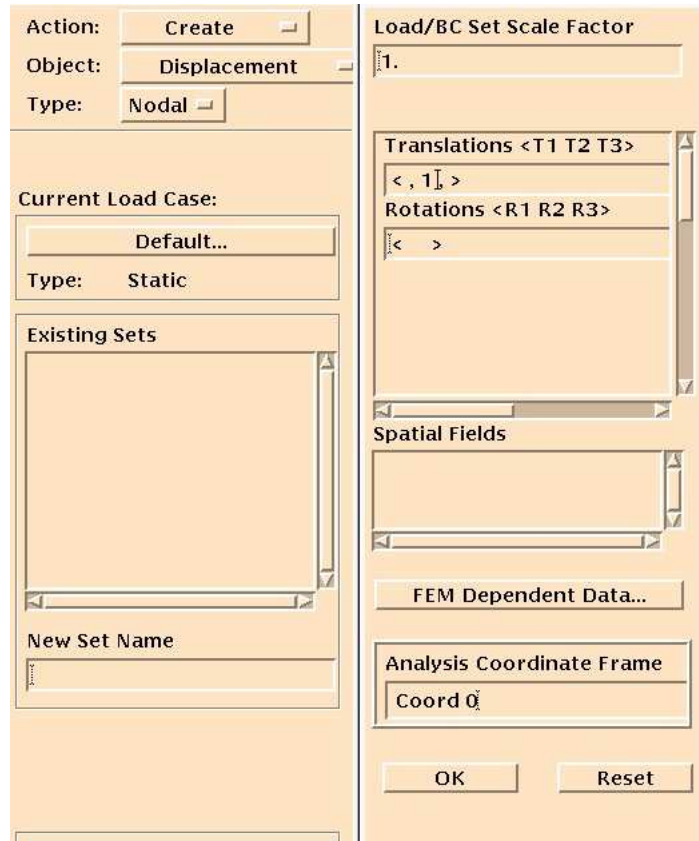 Action: Create
Object: Displacement
Type: Nodal
Current Load Case:
Default...
Type: Static
Existing Sets
New Set Name
Load/BC Set Scale Factor
1.
Translations <T1 T2 T3>
< , 1, >
Rotations <R1 R2 R3>
< >
Spatial Fields
FEM Dependent Data...
Analysis Coordinate Frame
Coord 0
OK Reset